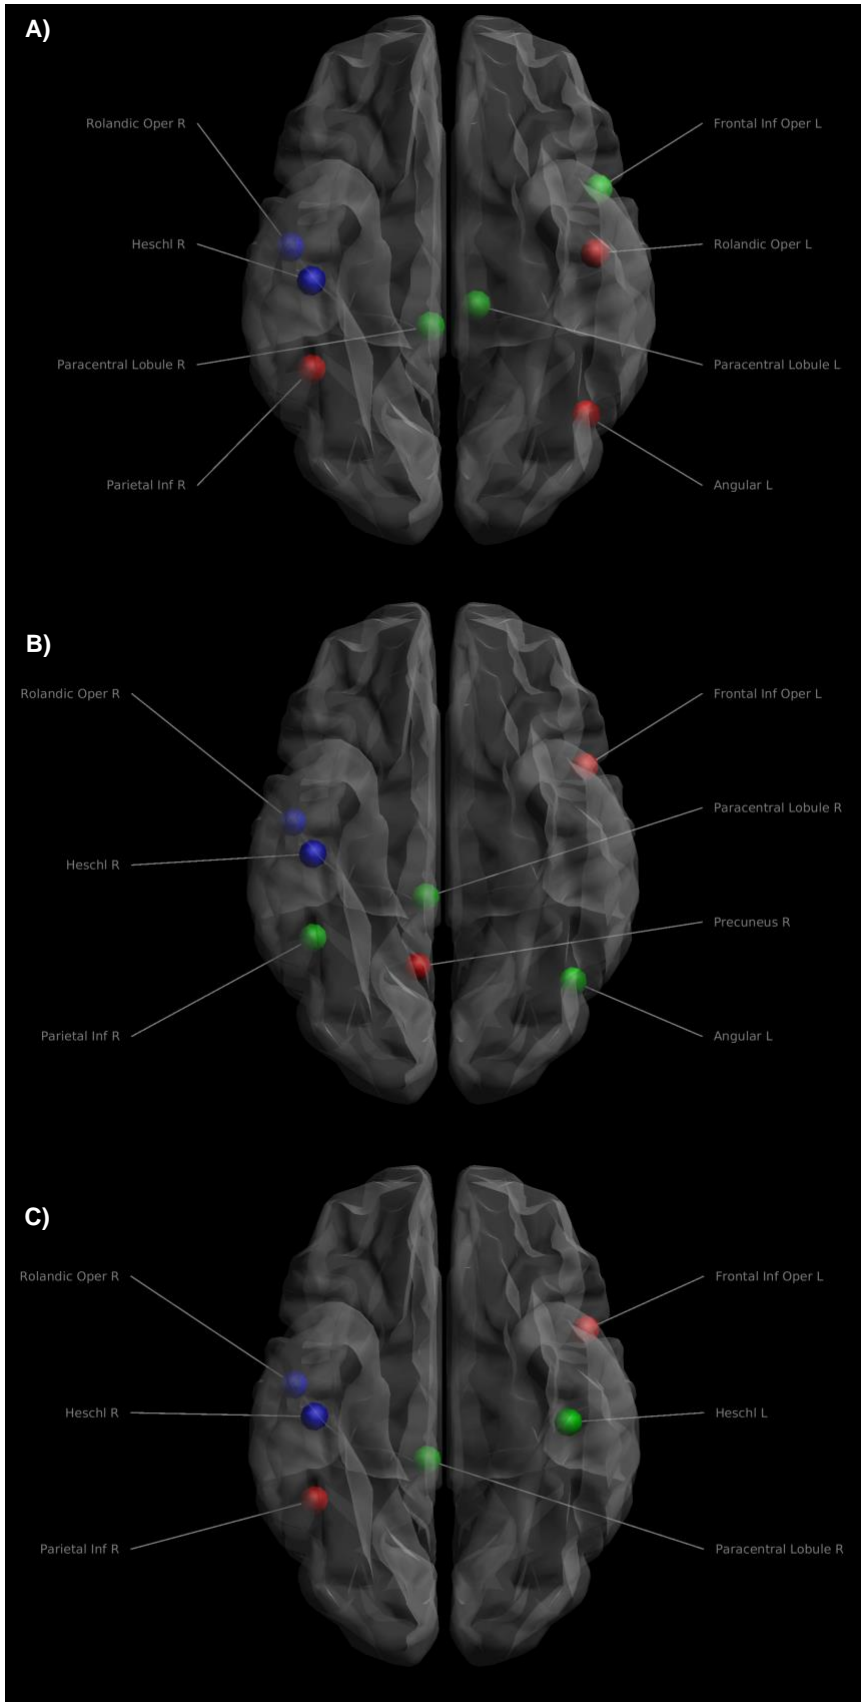 A)
Rolandic Oper R
Frontal Inf Oper L
Heschl R
Rolandic Oper L
Paracentral Lobule R
Paracentral Lobule L
Parietal Inf R
Angular L
B)
Rolandic Oper R
Frontal Inf Oper L
Paracentral Lobule R
Heschl R
Precuneus R
Parietal Inf R
Angular L
C)
Rolandic Oper R
Frontal Inf Oper L
Heschl R
Heschl L
Parietal Inf R
Paracentral Lobule R